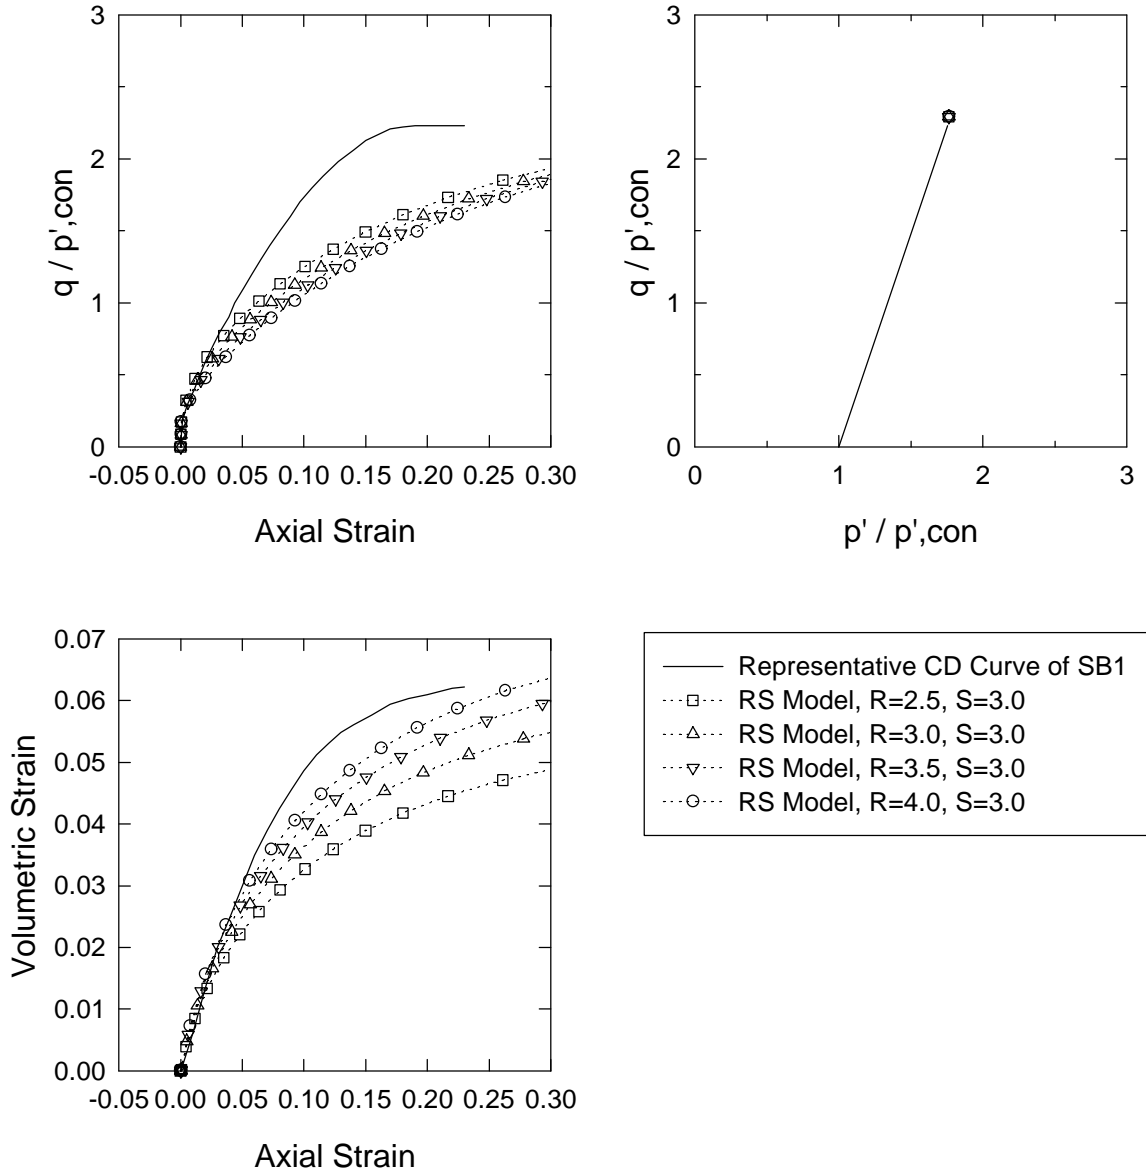 3
2
1
0
q / p',con
-0.05 0.00 0.05 0.10 0.15 0.20 0.25 0.30
Axial Strain
3
2
1
0
q / p',con
0 1 2 3
p' / p',con
0.07
0.06
0.05
0.04
0.03
0.02
0.01
0.00
Volumetric Strain
-0.05 0.00 0.05 0.10 0.15 0.20 0.25 0.30
Axial Strain
Representative CD Curve of SB1
RS Model, R=2.5, S=3.0
RS Model, R=3.0, S=3.0
RS Model, R=3.5, S=3.0
RS Model, R=4.0, S=3.0